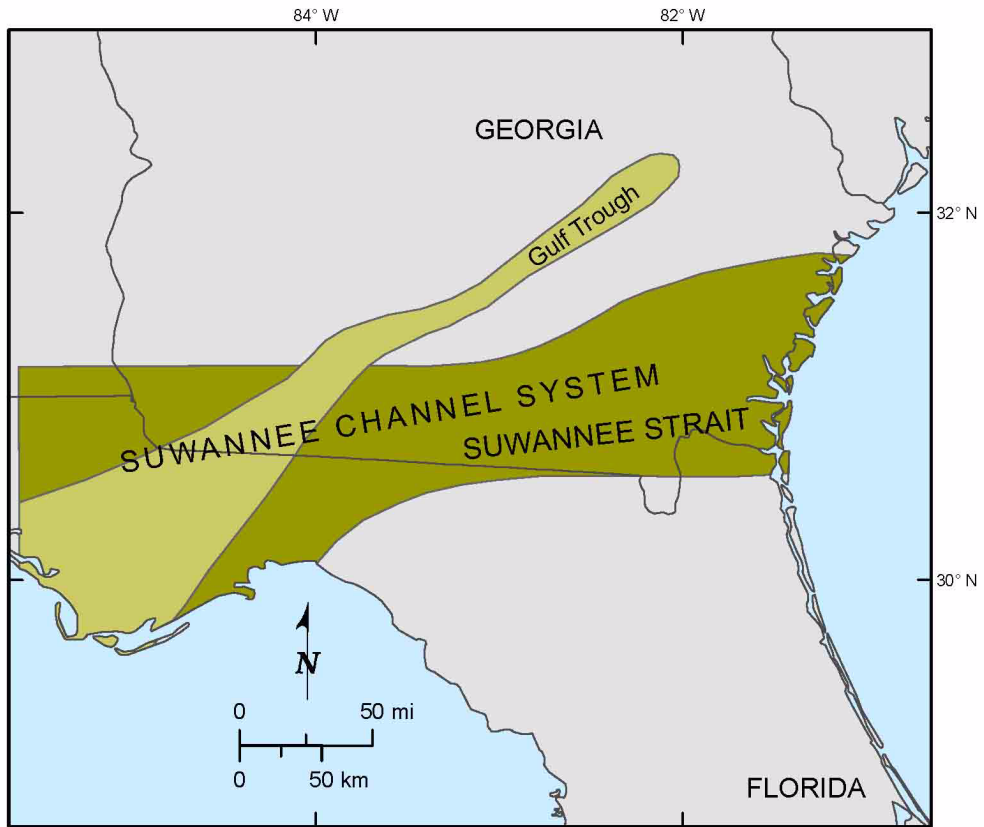 84° W
82° W
GEORGIA
Gulf Trough
32° N
SUWANNEE CHANNEL SYSTEM
SUWANNEE STRAIT
30° N
N
0 50 mi
0 50 km
FLORIDA